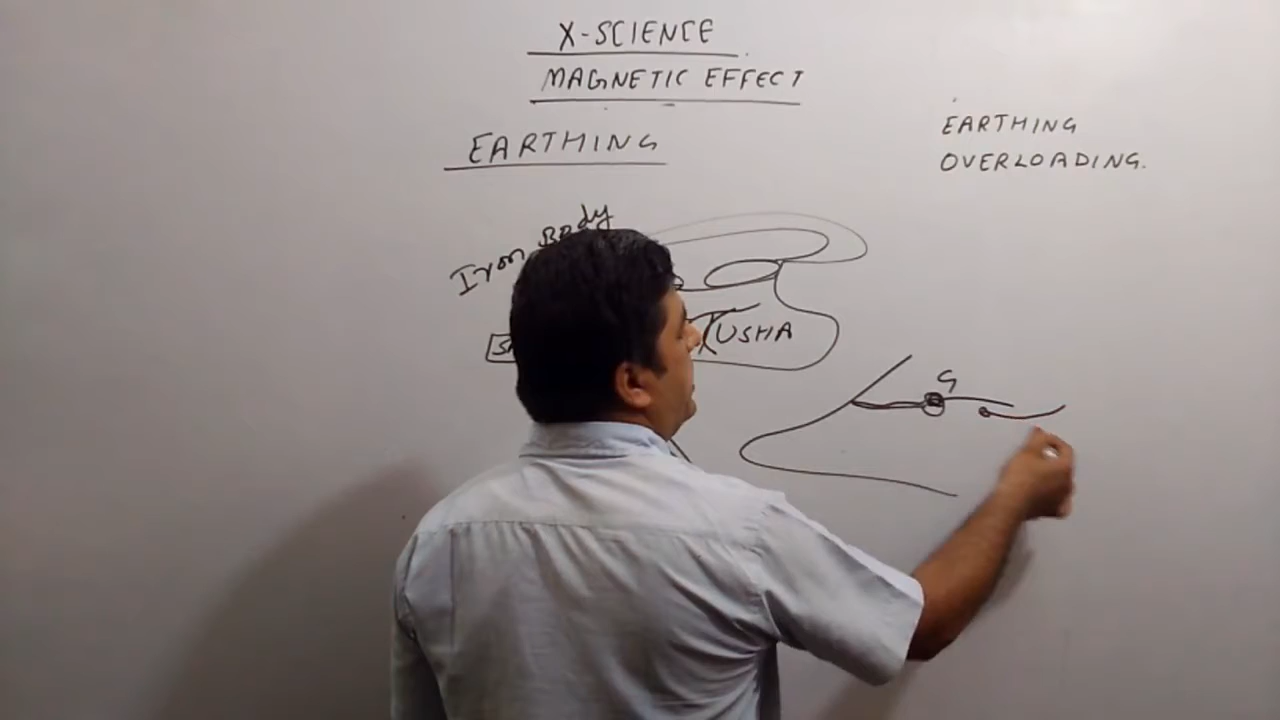 X-SCIENCE
MAGNETIC EFFECT
EARTHING
EARTHING
OVERLOADING.
Iron Body
USHA
G